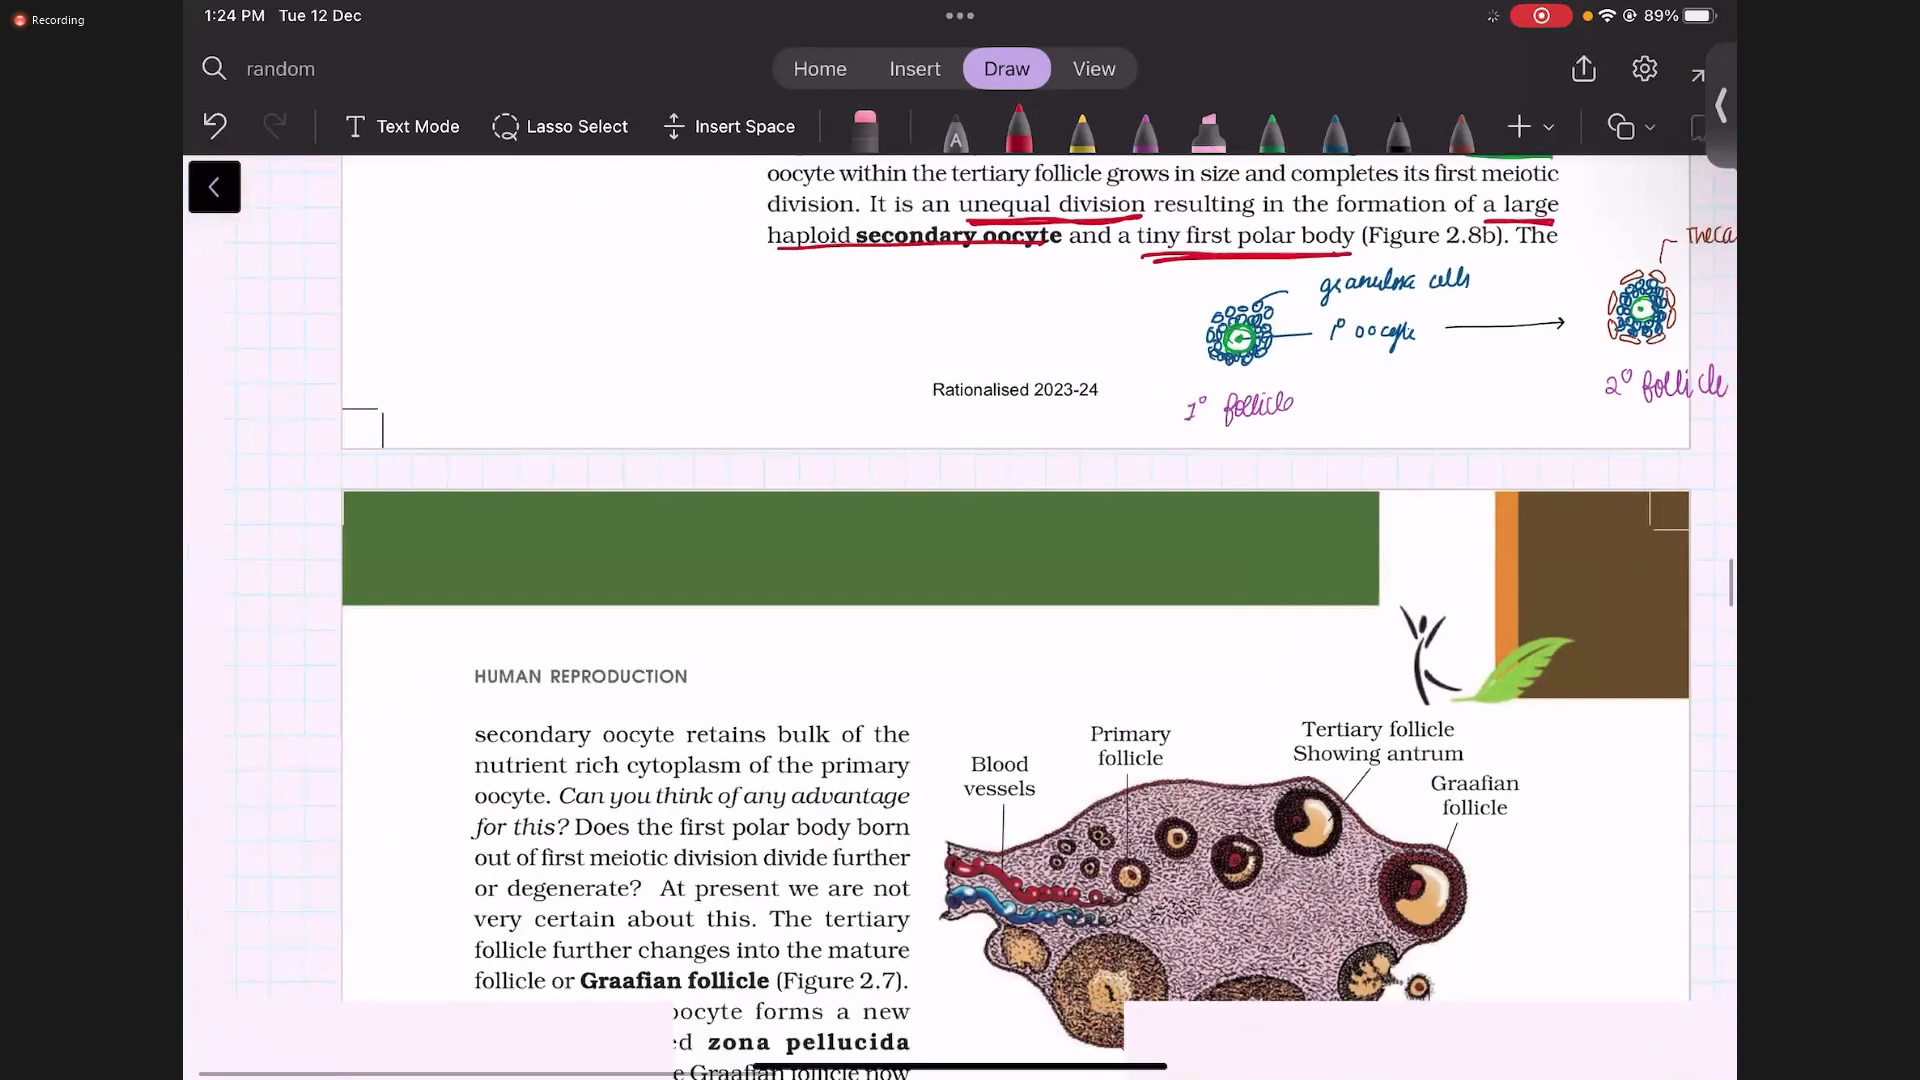 Recording
1:24 PM Tue 12 Dec
89%
random
Home Insert Draw View
Text Mode Lasso Select Insert Space
A
oocyte within the tertiary follicle grows in size and completes its first meiotic
division. It is an unequal division resulting in the formation of a large
haploid secondary oocyte and a tiny first polar body (Figure 2.8b). The
Theca
granulosa cells
1° oocyte
2° follicle
Rationalised 2023-24
1° follicle
HUMAN REPRODUCTION
secondary oocyte retains bulk of the
nutrient rich cytoplasm of the primary
oocyte. Can you think of any advantage
for this? Does the first polar body born
out of first meiotic division divide further
or degenerate? At present we are not
very certain about this. The tertiary
follicle further changes into the mature
follicle or Graafian follicle (Figure 2.7).
oocyte forms a new
ed zona pellucida
e Graafian follicle now
Blood
vessels
Primary
follicle
Tertiary follicle
Showing antrum
Graafian
follicle